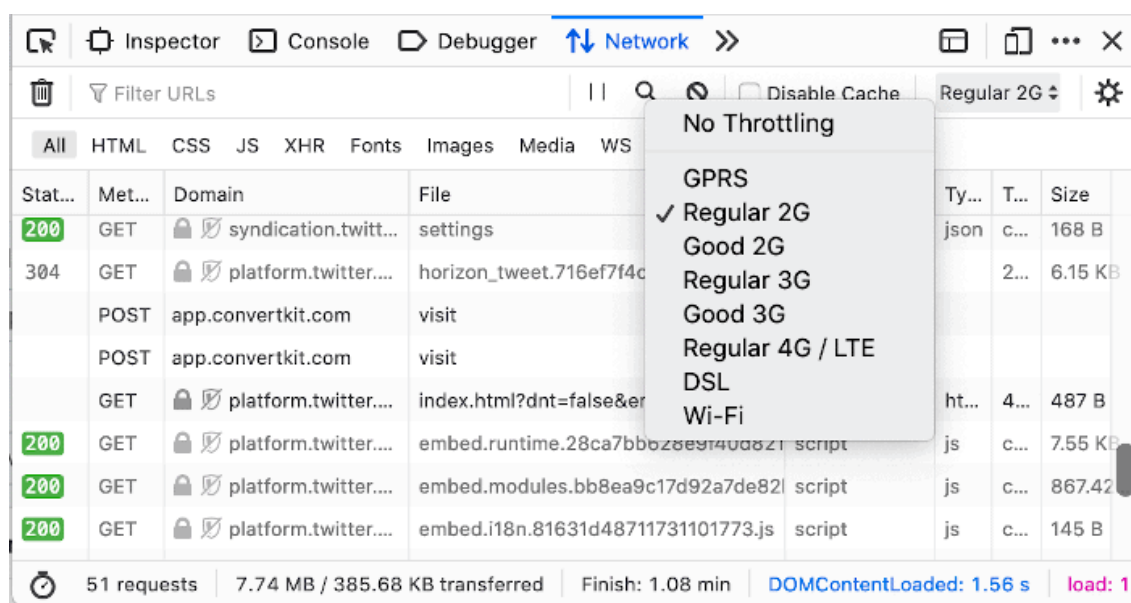 Inspector Console Debugger Network
Filter URLs Disable Cache Regular 2G
All HTML CSS JS XHR Fonts Images Media WS
No Throttling
GPRS
Regular 2G
Good 2G
Regular 3G
Good 3G
Regular 4G / LTE
DSL
Wi-Fi
Stat... Met... Domain File Ty... T... Size
200 GET syndication.twitt... settings json c... 168 B
304 GET platform.twitter.... horizon_tweet.716ef7f4c 2... 6.15 KB
POST app.convertkit.com visit
POST app.convertkit.com visit
GET platform.twitter.... index.html?dnt=false&er ht... 4... 487 B
200 GET platform.twitter.... script js c... 7.55 KB
200 GET platform.twitter.... embed.modules.bb8ea9c17d92a7de82 script js c... 867.42
200 GET platform.twitter.... embed.i18n.81631d48711731101773.js script js c... 145 B
51 requests 7.74 MB / 385.68 KB transferred Finish: 1.08 min DOMContentLoaded: 1.56 s load: 1